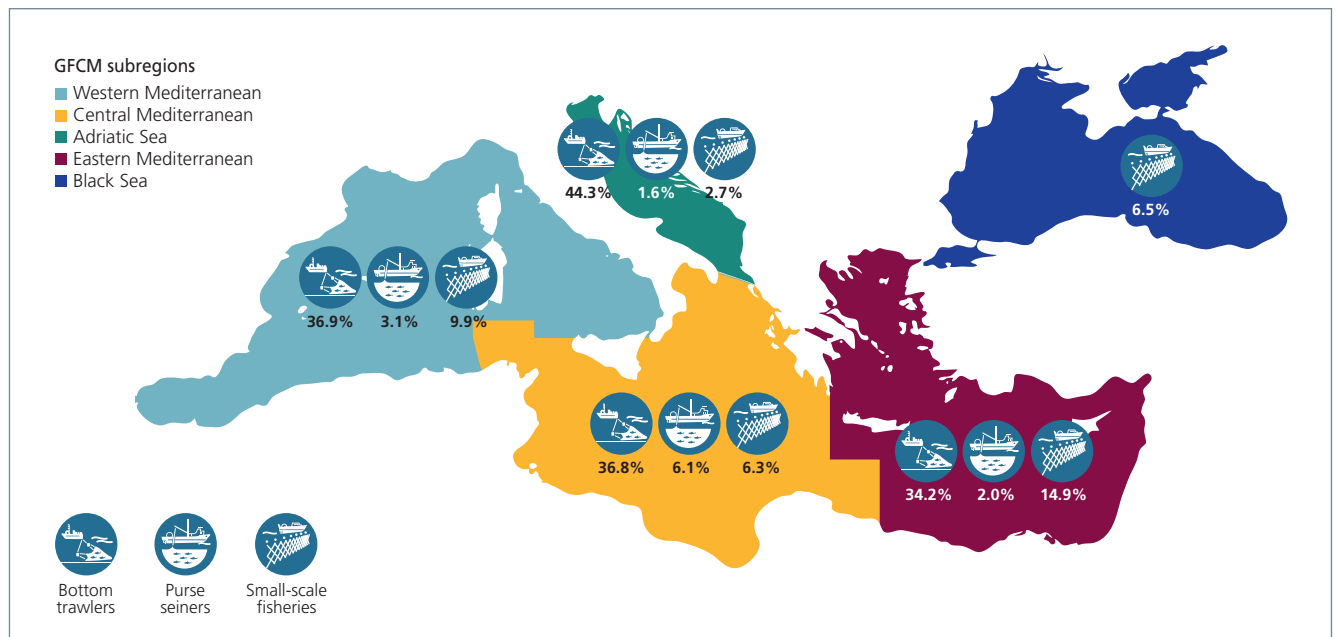 GFCM subregions
Western Mediterranean
Central Mediterranean
Adriatic Sea
Eastern Mediterranean
Black Sea
44.3% 1.6% 2.7%
6.5%
36.9% 3.1% 9.9%
36.8% 6.1% 6.3%
34.2% 2.0% 14.9%
Bottom
trawlers
Purse
seiners
Small-scale
fisheries